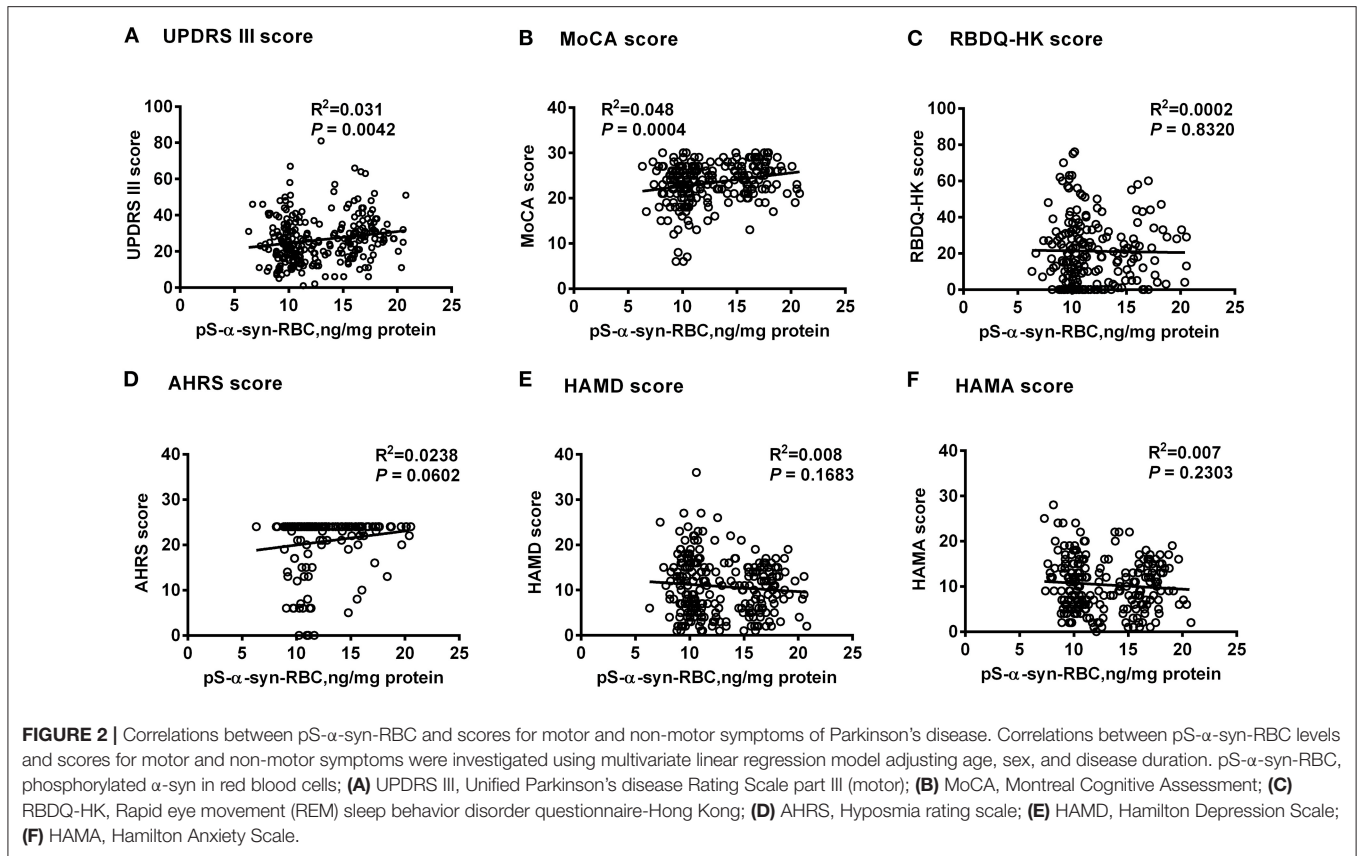 A UPDRS III score
R²=0.031
P = 0.0042
UPDRS III score
100
80
60
40
20
0
0 5 10 15 20 25
pS-α-syn-RBC,ng/mg protein
B MoCA score
R²=0.048
P = 0.0004
MoCA score
40
30
20
10
0
0 5 10 15 20 25
pS-α-syn-RBC,ng/mg protein
C RBDQ-HK score
R²=0.0002
P = 0.8320
RBDQ-HK score
100
80
60
40
20
0
0 5 10 15 20 25
pS-α-syn-RBC,ng/mg protein
D AHRS score
R²=0.0238
P = 0.0602
AHRS score
40
30
20
10
0
0 5 10 15 20 25
pS-α-syn-RBC,ng/mg protein
E HAMD score
R²=0.008
P = 0.1683
HAMD score
40
30
20
10
0
0 5 10 15 20 25
pS-α-syn-RBC,ng/mg protein
F HAMA score
R²=0.007
P = 0.2303
HAMA score
40
30
20
10
0
0 5 10 15 20 25
pS-α-syn-RBC,ng/mg protein
FIGURE 2 | Correlations between pS-α-syn-RBC and scores for motor and non-motor symptoms of Parkinson's disease. Correlations between pS-α-syn-RBC levels
and scores for motor and non-motor symptoms were investigated using multivariate linear regression model adjusting age, sex, and disease duration. pS-α-syn-RBC,
phosphorylated α-syn in red blood cells; (A) UPDRS III, Unified Parkinson's disease Rating Scale part III (motor); (B) MoCA, Montreal Cognitive Assessment; (C)
RBDQ-HK, Rapid eye movement (REM) sleep behavior disorder questionnaire-Hong Kong; (D) AHRS, Hyposmia rating scale; (E) HAMD, Hamilton Depression Scale;
(F) HAMA, Hamilton Anxiety Scale.